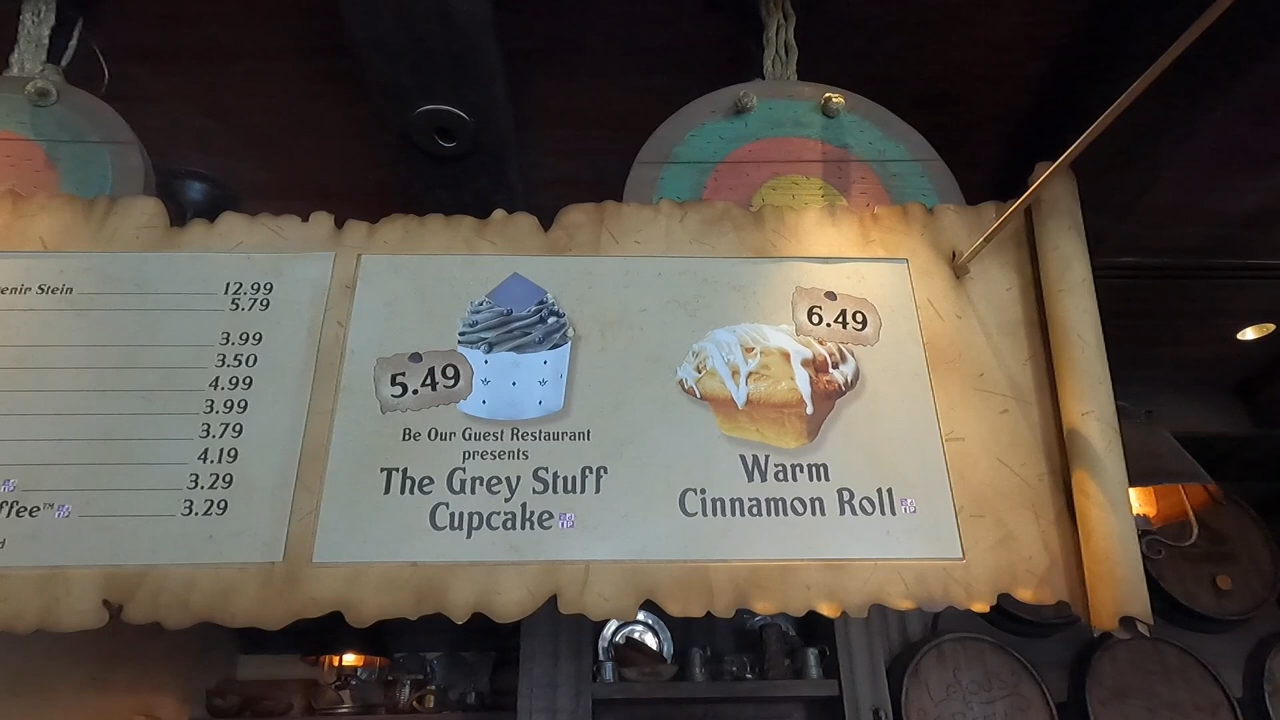 enir Stein 12.99
5.79
3.99
3.50
4.99
3.99
3.79
4.19
3.29
ffee™ 3.29
d
5.49
Be Our Guest Restaurant
presents
The Grey Stuff
Cupcake
6.49
Warm
Cinnamon Roll